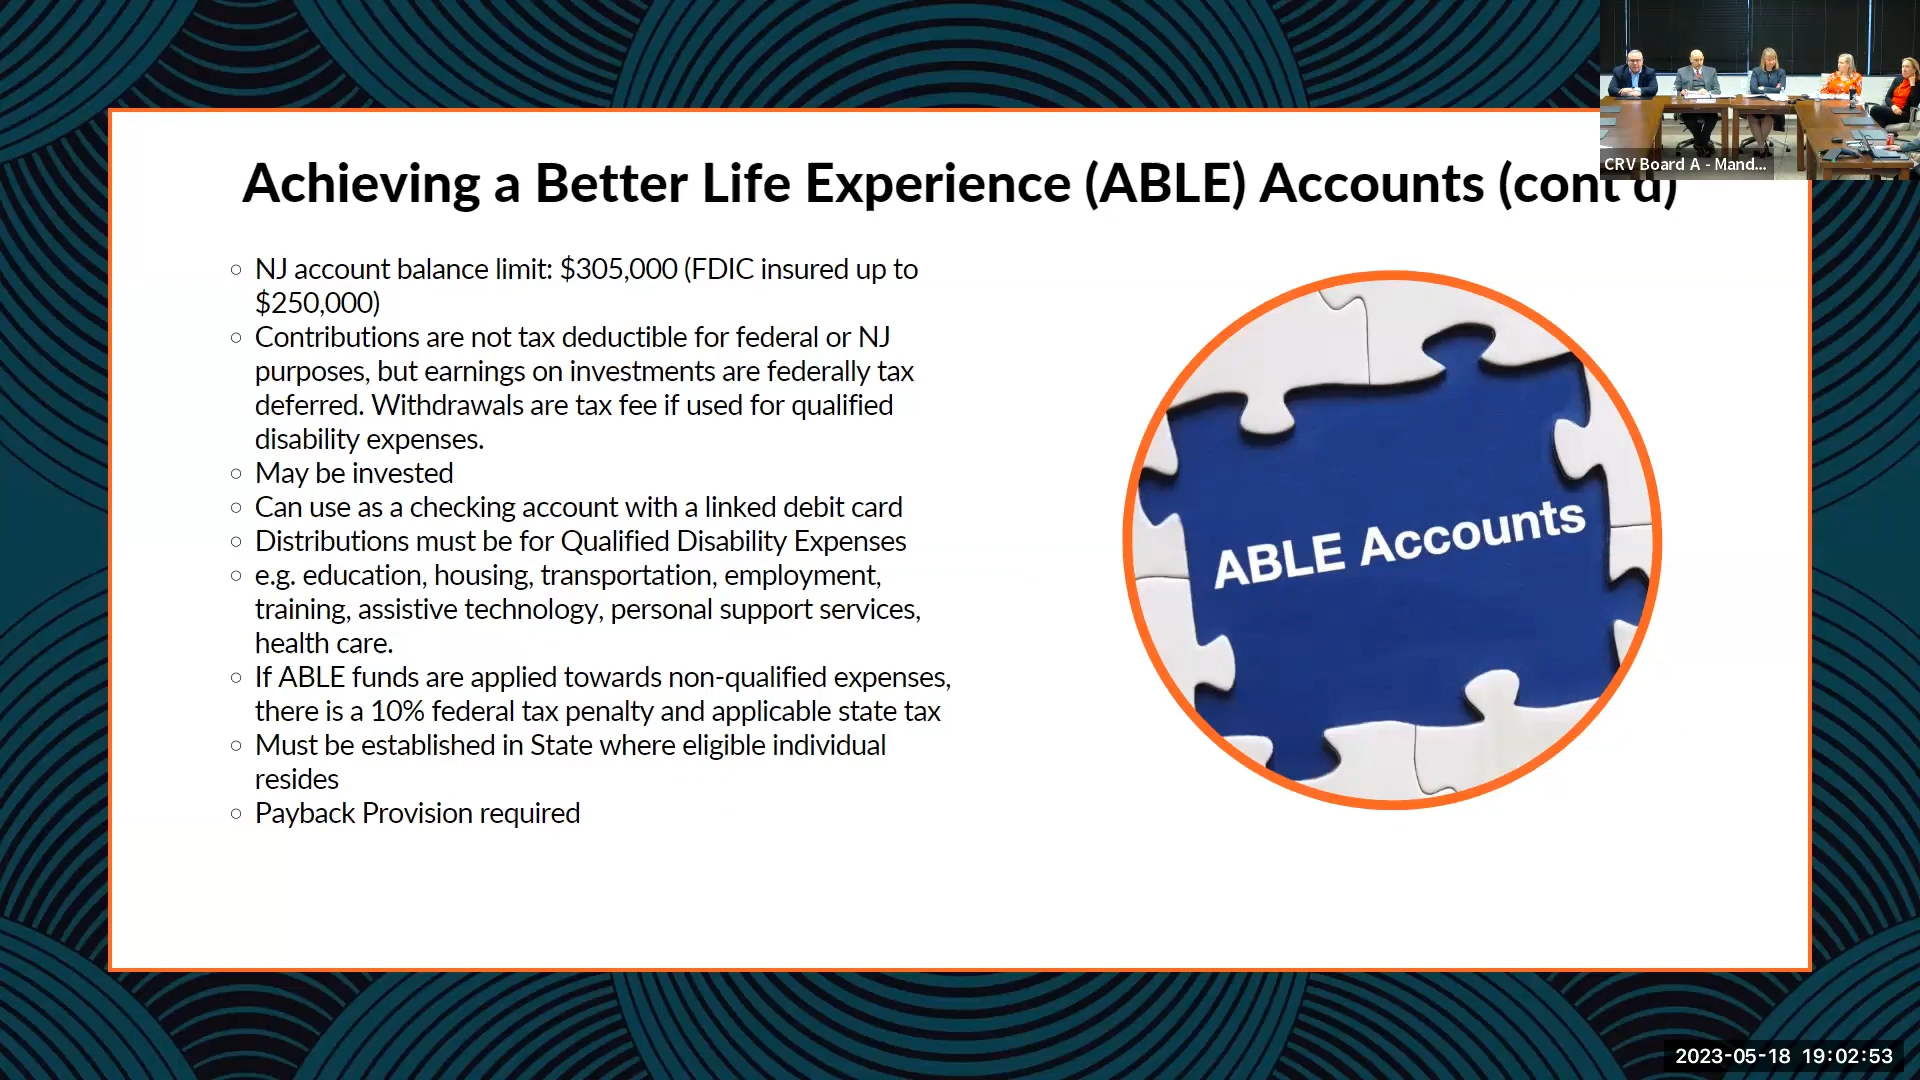 Achieving a Better Life Experience (ABLE) Accounts (cont'd)
CRV Board A - Mand...
○ NJ account balance limit: $305,000 (FDIC insured up to
$250,000)
○ Contributions are not tax deductible for federal or NJ
purposes, but earnings on investments are federally tax
deferred. Withdrawals are tax fee if used for qualified
disability expenses.
○ May be invested
○ Can use as a checking account with a linked debit card
○ Distributions must be for Qualified Disability Expenses
○ e.g. education, housing, transportation, employment,
training, assistive technology, personal support services,
health care.
○ If ABLE funds are applied towards non-qualified expenses,
there is a 10% federal tax penalty and applicable state tax
○ Must be established in State where eligible individual
resides
○ Payback Provision required
ABLE Accounts
2023-05-18 19:02:53